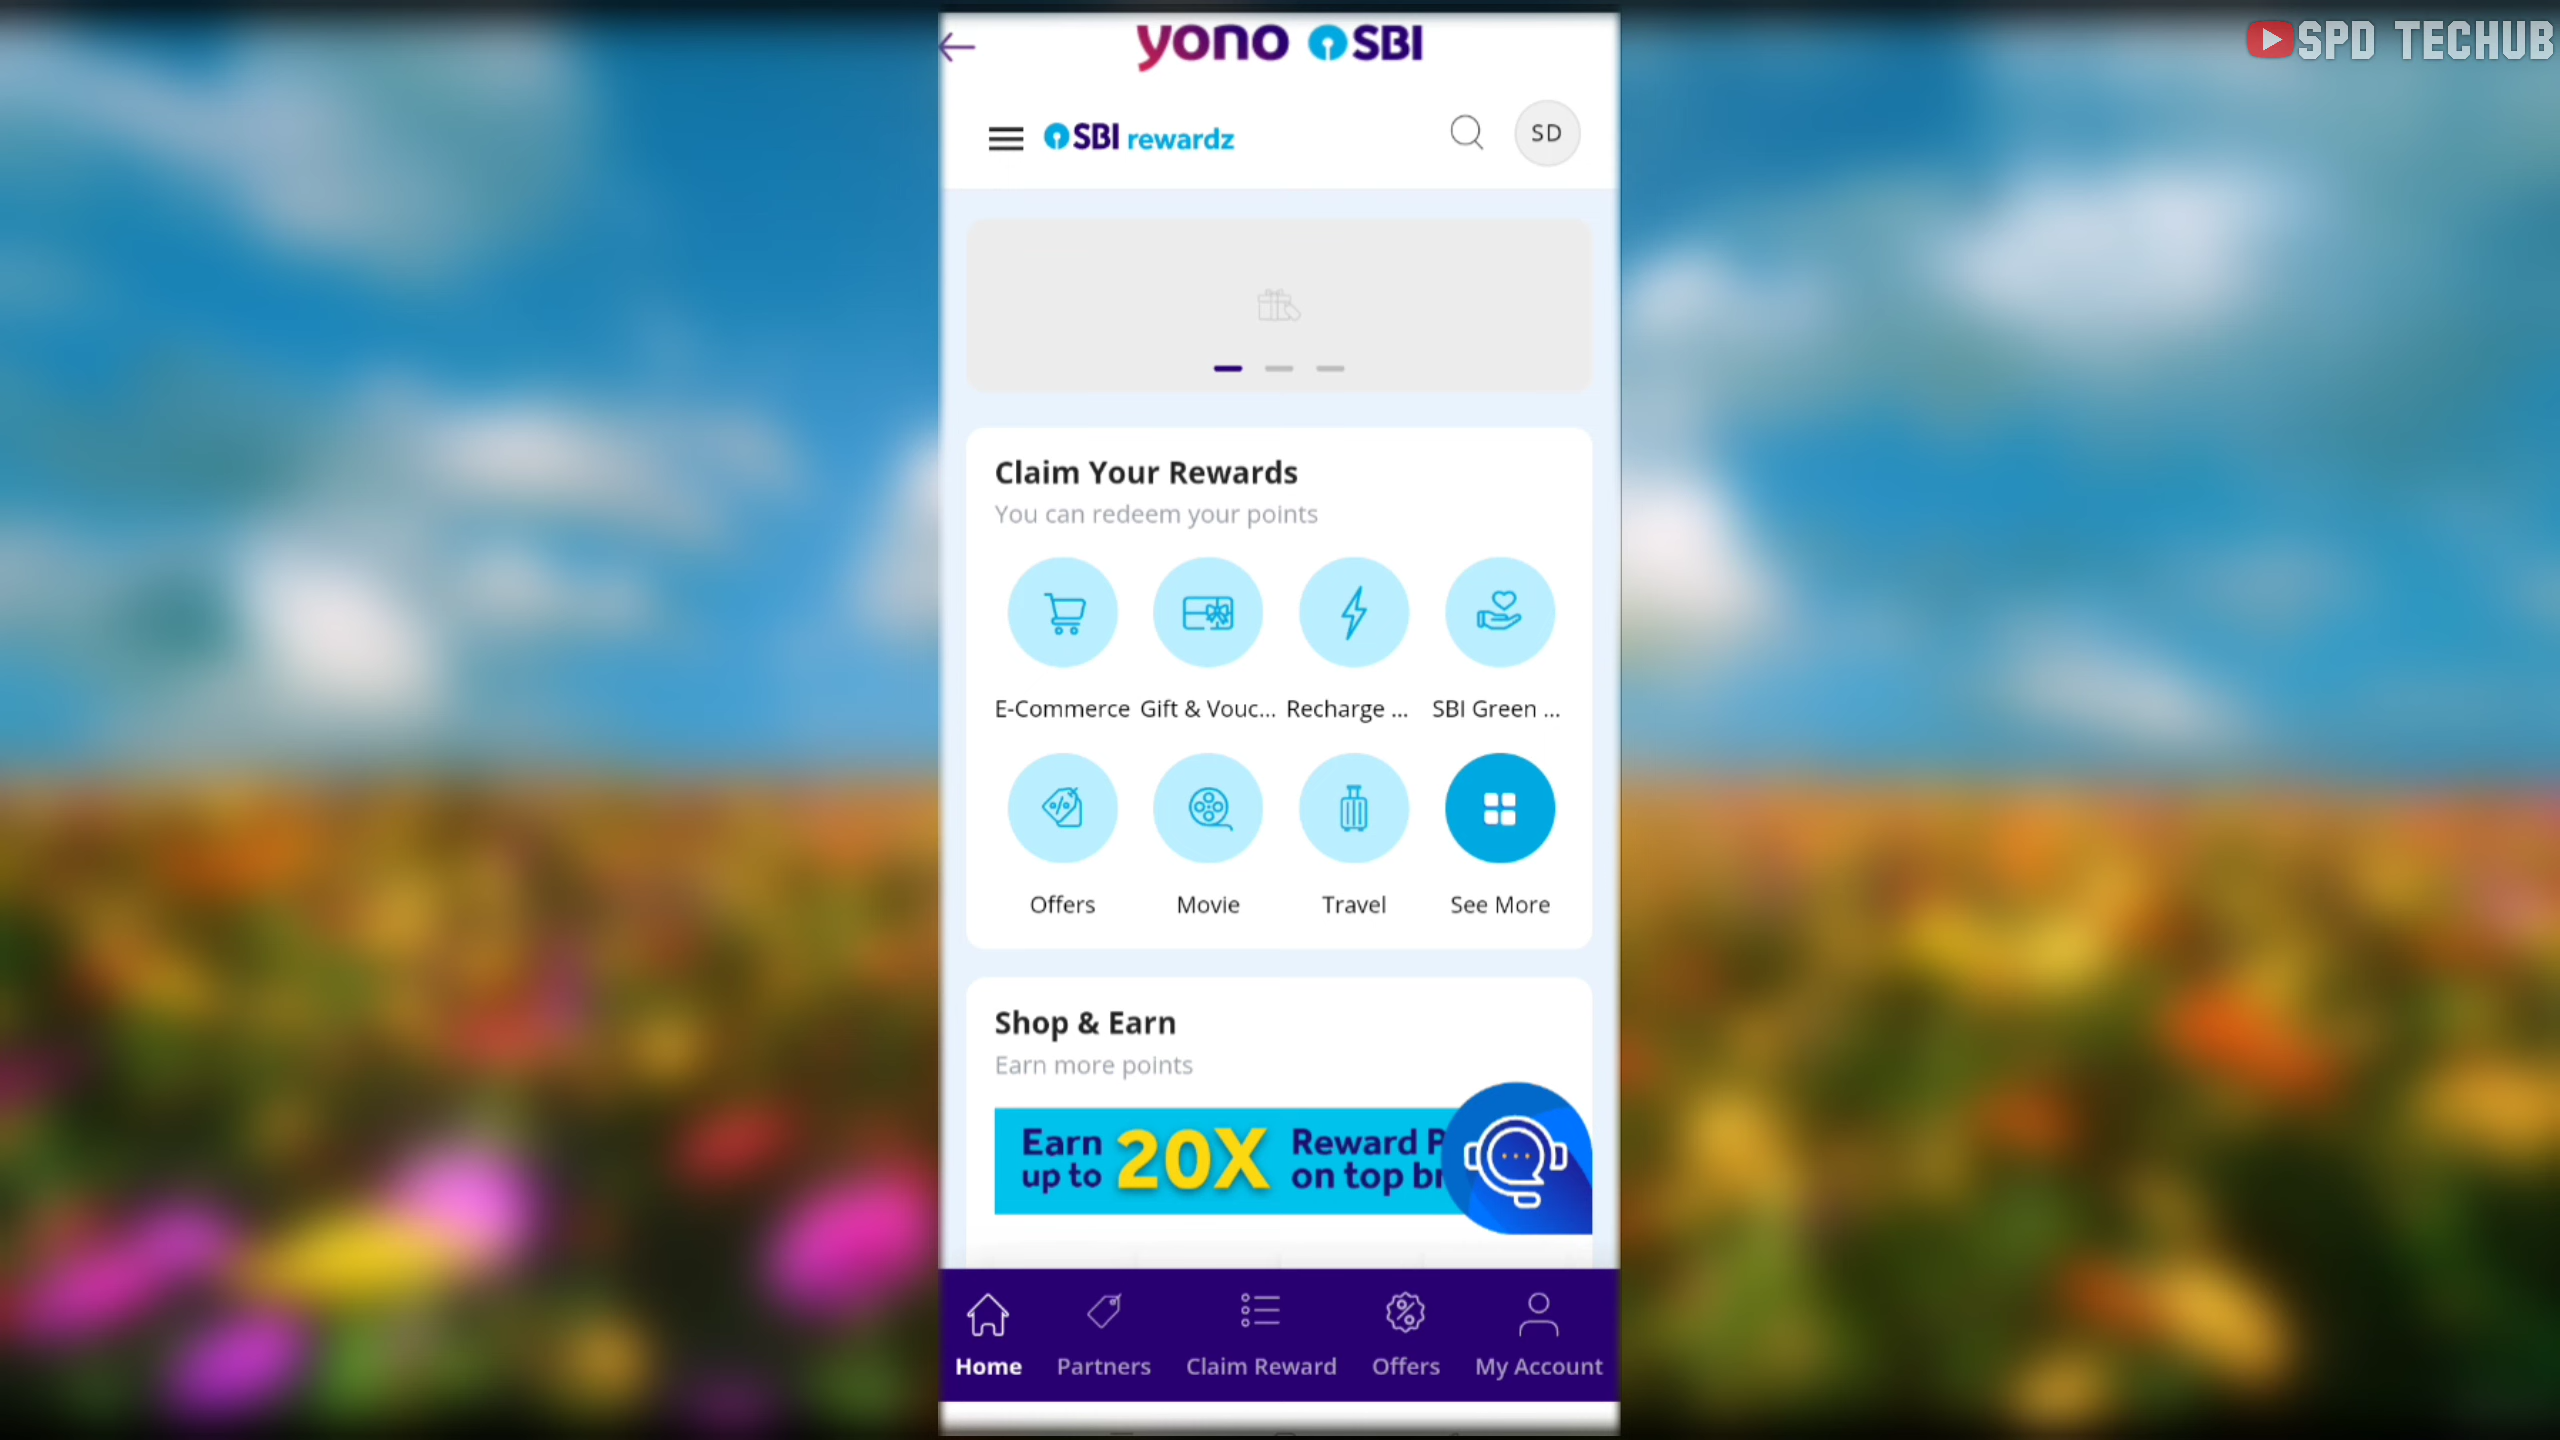 yono SBI
SPD TECHUB
SBI rewardz
SD
Claim Your Rewards
You can redeem your points
E-Commerce Gift & Vouc... Recharge ... SBI Green ...
Offers Movie Travel See More
Shop & Earn
Earn more points
Earn up to 20X Reward P
on top br
Home Partners Claim Reward Offers My Account